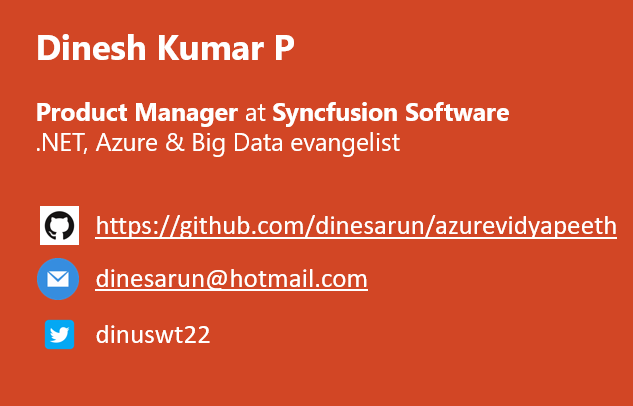 Dinesh Kumar P
Product Manager at Syncfusion Software
.NET, Azure & Big Data evangelist
https://github.com/dinesarun/azurevidyapeeth
dinesarun@hotmail.com
dinuswt22